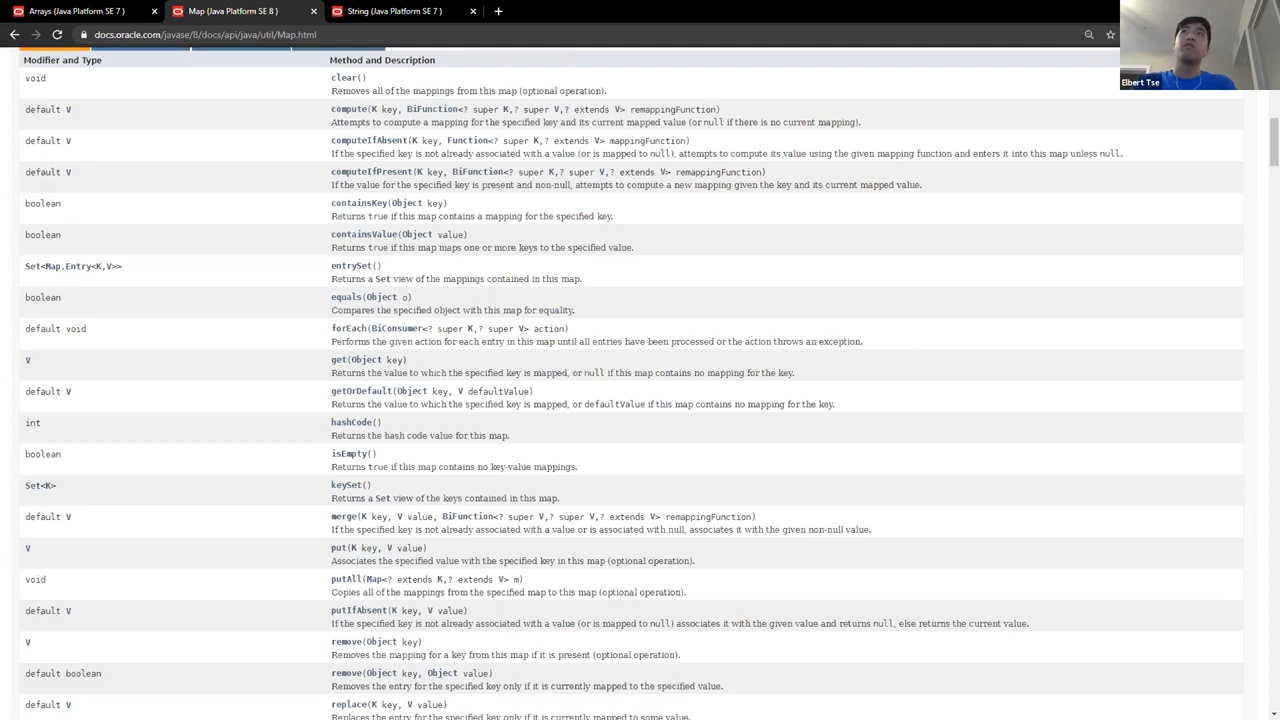 Arrays (Java Platform SE 7 )
Map (Java Platform SE 8 )
String (Java Platform SE 7 )
docs.oracle.com/javase/8/docs/api/java/util/Map.html
Elbert Tse
Modifier and Type Method and Description
void clear()
Removes all of the mappings from this map (optional operation).
default V compute(K key, BiFunction<? super K,? super V,? extends V> remappingFunction)
Attempts to compute a mapping for the specified key and its current mapped value (or null if there is no current mapping).
default V computeIfAbsent(K key, Function<? super K,? extends V> mappingFunction)
If the specified key is not already associated with a value (or is mapped to null), attempts to compute its value using the given mapping function and enters it into this map unless null.
default V computeIfPresent(K key, BiFunction<? super K,? super V,? extends V> remappingFunction)
If the value for the specified key is present and non-null, attempts to compute a new mapping given the key and its current mapped value.
boolean containsKey(Object key)
Returns true if this map contains a mapping for the specified key.
boolean containsValue(Object value)
Returns true if this map maps one or more keys to the specified value.
Set<Map.Entry<K,V>> entrySet()
Returns a Set view of the mappings contained in this map.
boolean equals(Object o)
Compares the specified object with this map for equality.
default void forEach(BiConsumer<? super K,? super V> action)
Performs the given action for each entry in this map until all entries have been processed or the action throws an exception.
V get(Object key)
Returns the value to which the specified key is mapped, or null if this map contains no mapping for the key.
default V getOrDefault(Object key, V defaultValue)
Returns the value to which the specified key is mapped, or defaultValue if this map contains no mapping for the key.
int hashCode()
Returns the hash code value for this map.
boolean isEmpty()
Returns true if this map contains no key-value mappings.
Set<K> keySet()
Returns a Set view of the keys contained in this map.
default V merge(K key, V value, BiFunction<? super V,? super V,? extends V> remappingFunction)
If the specified key is not already associated with a value or is associated with null, associates it with the given non-null value.
V put(K key, V value)
Associates the specified value with the specified key in this map (optional operation).
void putAll(Map<? extends K,? extends V> m)
Copies all of the mappings from the specified map to this map (optional operation).
default V putIfAbsent(K key, V value)
If the specified key is not already associated with a value (or is mapped to null) associates it with the given value and returns null, else returns the current value.
V remove(Object key)
Removes the mapping for a key from this map if it is present (optional operation).
default boolean remove(Object key, Object value)
Removes the entry for the specified key only if it is currently mapped to the specified value.
default V replace(K key, V value)
Replaces the entry for the specified key only if it is currently mapped to some value.